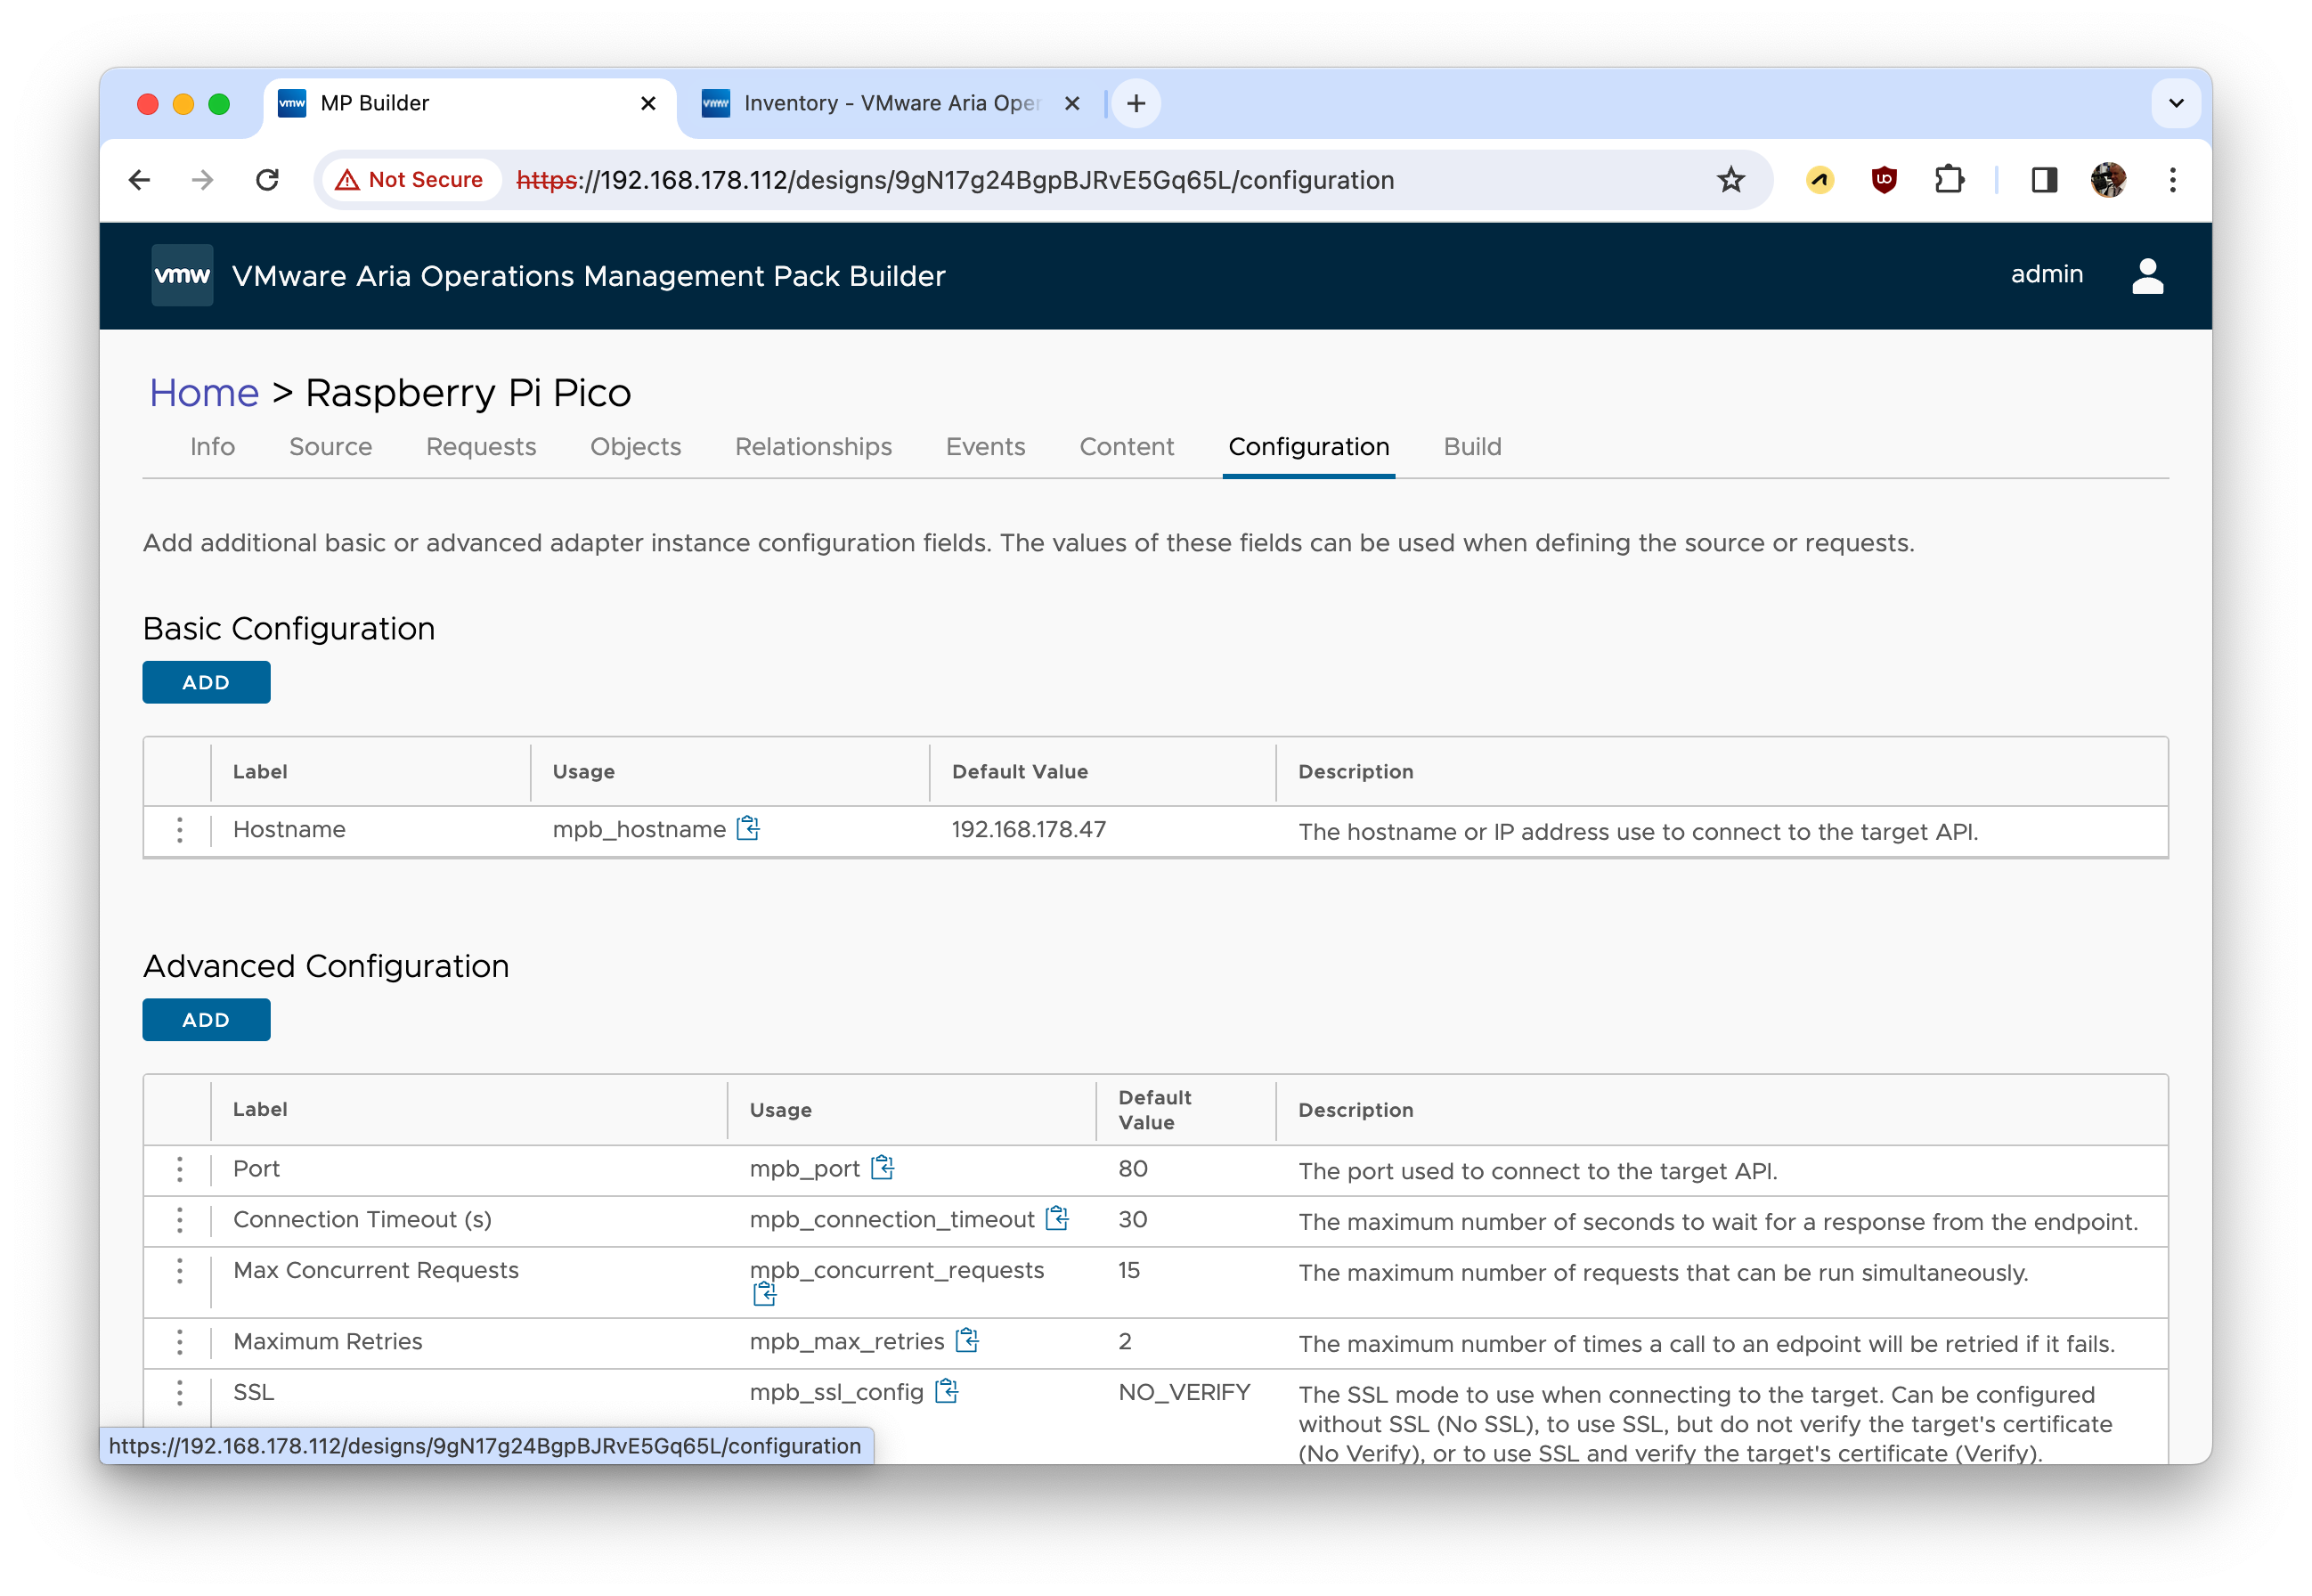 vmw MP Builder
vmw Inventory - VMware Aria Oper
Not Secure https://192.168.178.112/designs/9gN17g24BgpBJRvE5Gq65L/configuration
vmw VMware Aria Operations Management Pack Builder admin
Home > Raspberry Pi Pico
Info Source Requests Objects Relationships Events Content Configuration Build
Add additional basic or advanced adapter instance configuration fields. The values of these fields can be used when defining the source or requests.
Basic Configuration
ADD
Label Usage Default Value Description
Hostname mpb_hostname 192.168.178.47 The hostname or IP address use to connect to the target API.
Advanced Configuration
ADD
Label Usage Default Value Description
Port mpb_port 80 The port used to connect to the target API.
Connection Timeout (s) mpb_connection_timeout 30 The maximum number of seconds to wait for a response from the endpoint.
Max Concurrent Requests mpb_concurrent_requests 15 The maximum number of requests that can be run simultaneously.
Maximum Retries mpb_max_retries 2 The maximum number of times a call to an edpoint will be retried if it fails.
SSL mpb_ssl_config NO_VERIFY The SSL mode to use when connecting to the target. Can be configured
without SSL (No SSL), to use SSL, but do not verify the target's certificate
(No Verify), or to use SSL and verify the target's certificate (Verify).
https://192.168.178.112/designs/9gN17g24BgpBJRvE5Gq65L/configuration